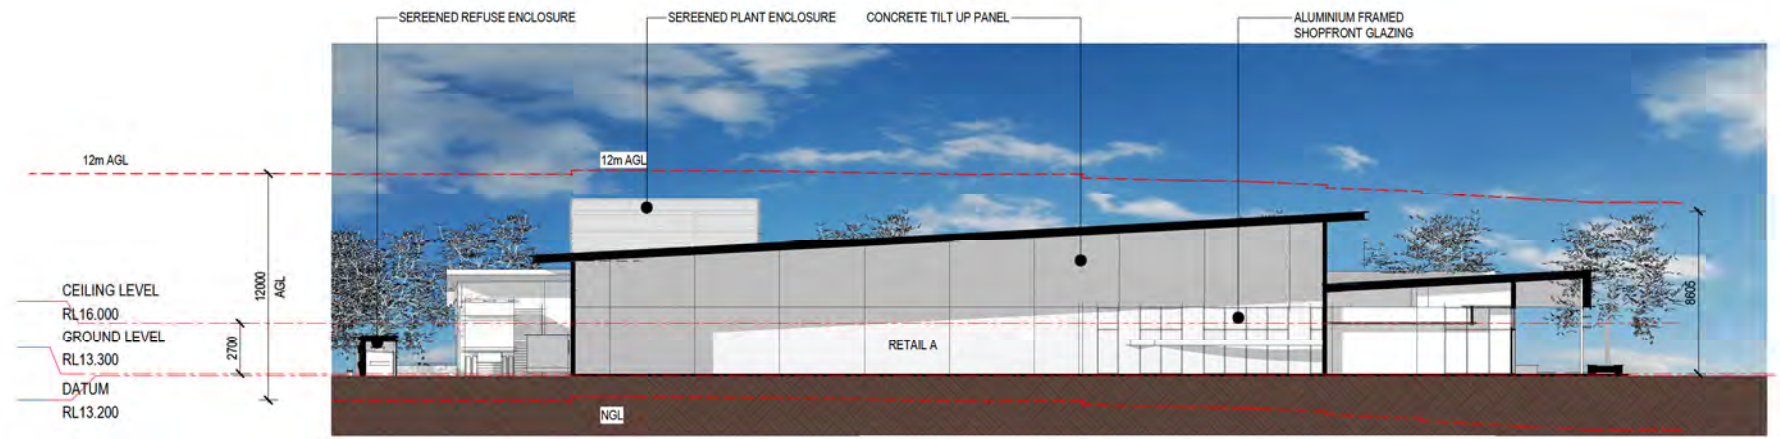 SEREENED REFUSE ENCLOSURE
SEREENED PLANT ENCLOSURE
CONCRETE TILT UP PANEL
ALUMINIUM FRAMED
SHOPFRONT GLAZING
12m AGL
12m AGL
12000
AGL
CEILING LEVEL
RL16.000
GROUND LEVEL
RL13.300
2700
DATUM
RL13.200
RETAIL A
8605
NGL